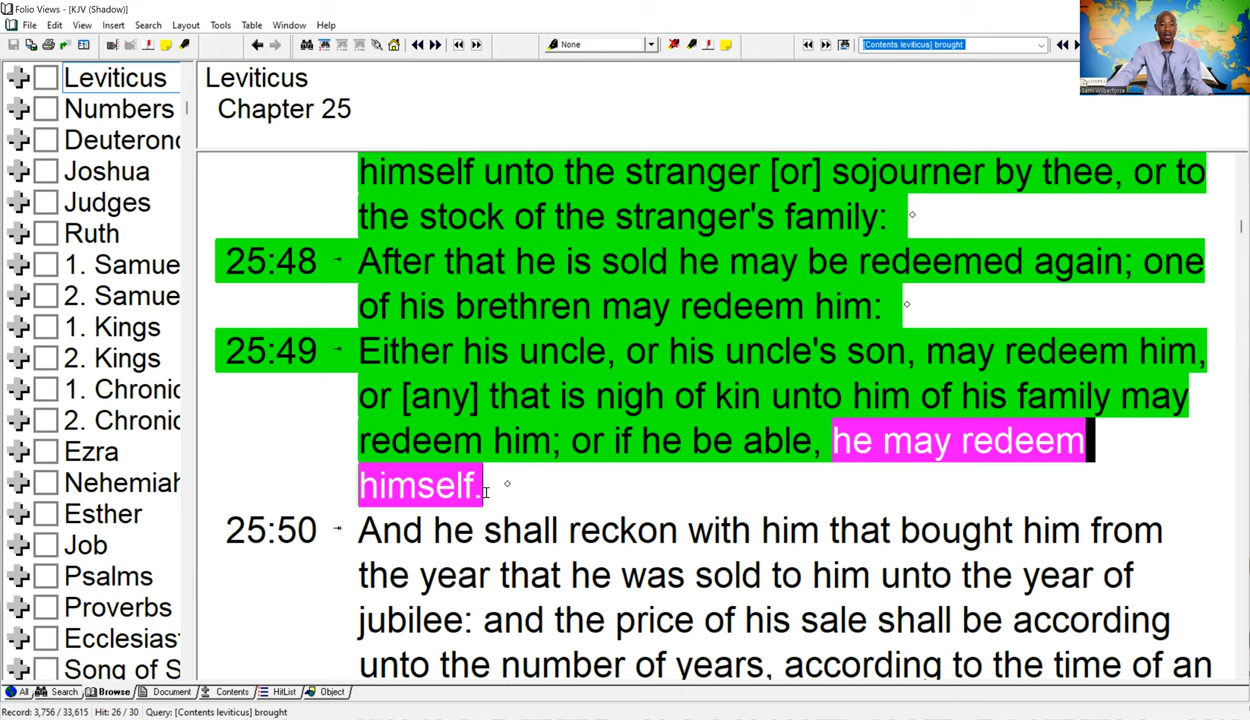 Folio Views - [KJV (Shadow)]
File Edit View Insert Search Layout Tools Table Window Help
None
[Contents leviticus] brought
Leviticus
Numbers
Deuteronc
Joshua
Judges
Ruth
1. Samue
2. Samue
1. Kings
2. Kings
1. Chronic
2. Chronic
Ezra
Nehemiah
Esther
Job
Psalms
Proverbs
Ecclesiast
Song of S
Leviticus
Chapter 25
himself unto the stranger [or] sojourner by thee, or to
the stock of the stranger's family:
25:48 After that he is sold he may be redeemed again; one
of his brethren may redeem him:
25:49 Either his uncle, or his uncle's son, may redeem him,
or [any] that is nigh of kin unto him of his family may
redeem him; or if he be able, he may redeem
himself.
25:50 And he shall reckon with him that bought him from
the year that he was sold to him unto the year of
jubilee: and the price of his sale shall be according
unto the number of years, according to the time of an
Sami Wilberforce
All Search Browse Document Contents HitList Object
Record: 3,756 / 33,615 Hit: 26 / 30 Query: [Contents leviticus] brought